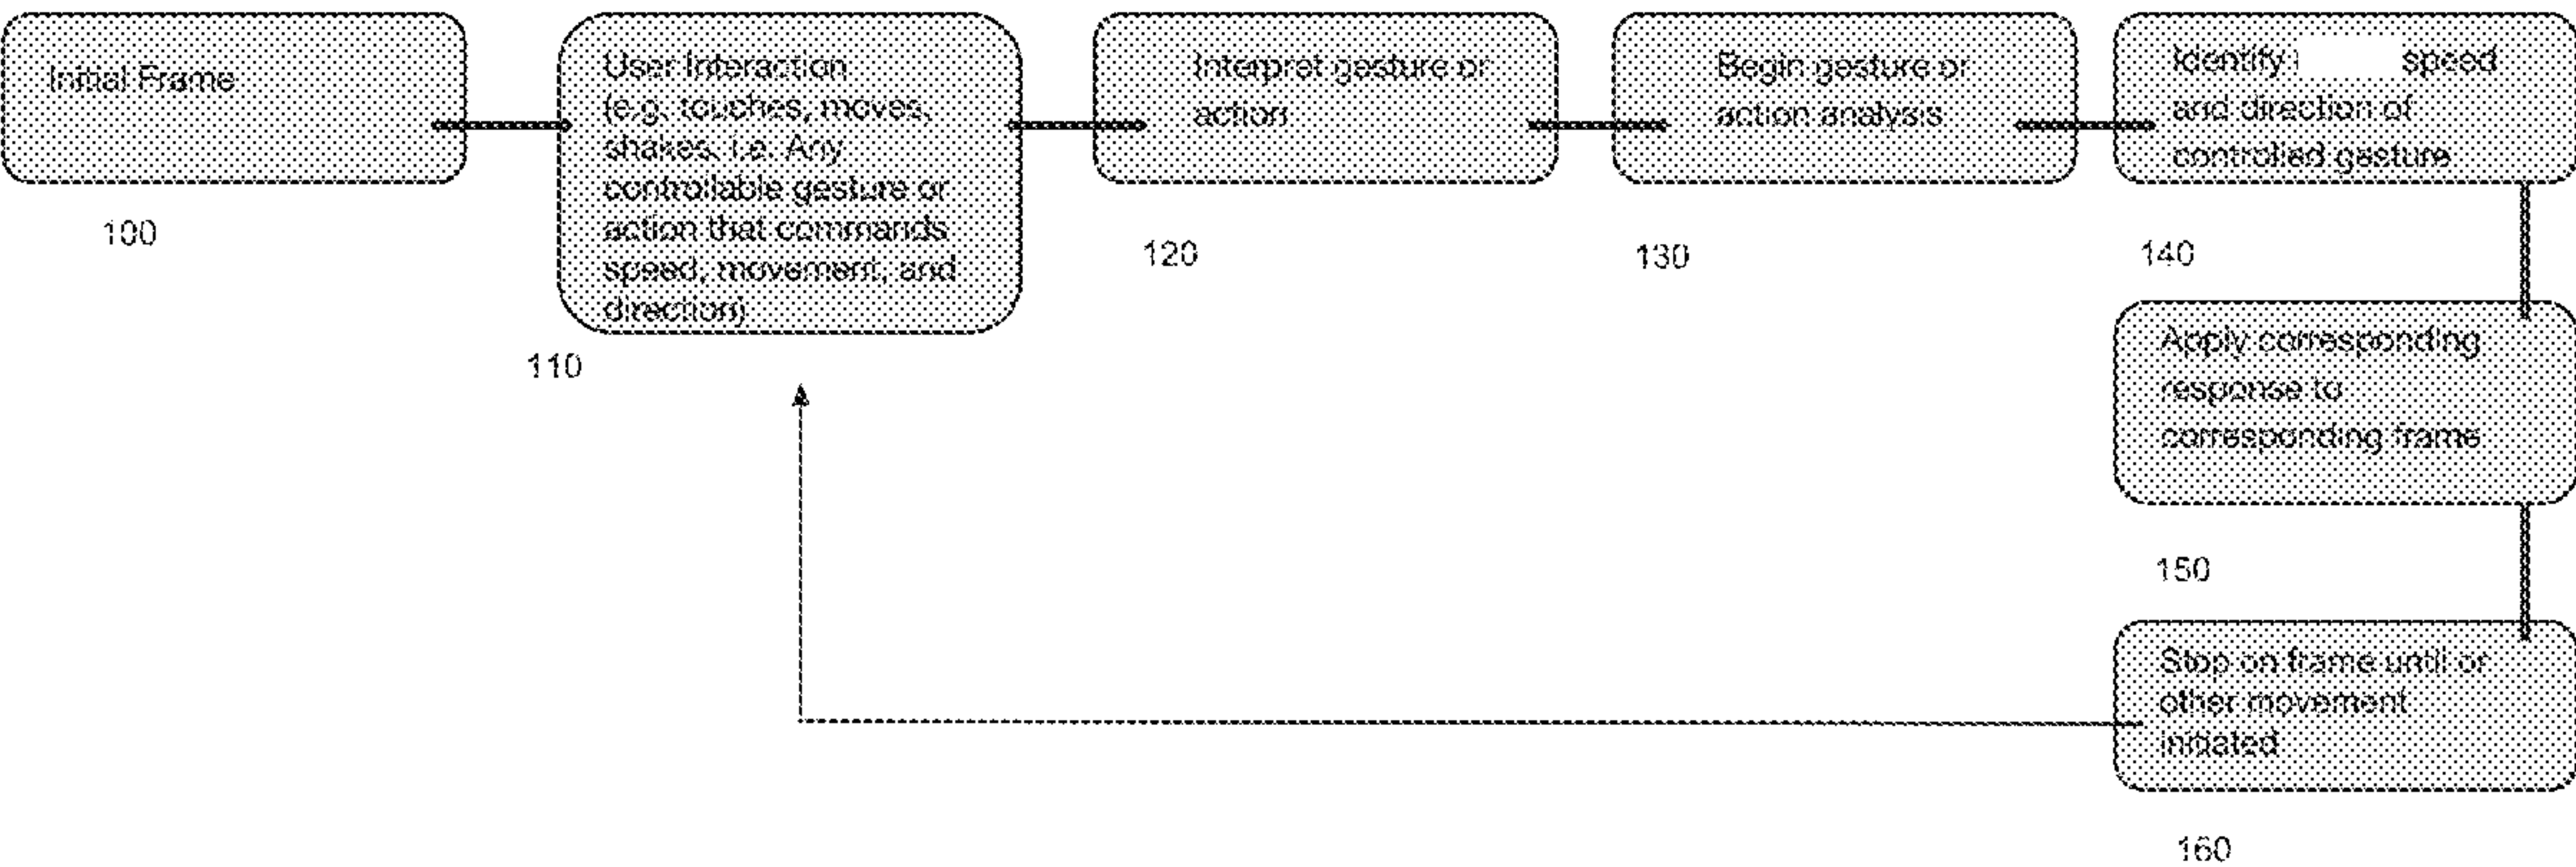 Initial Frame
100
User Interaction
(e.g. touches, moves,
shakes, i.e. Any
controllable gesture or
action that commands
speed, movement, and
direction)
110
Interpret gesture or
action
120
Begin gesture or
action analysis
130
Identify speed
and direction of
controlled gesture
140
Apply corresponding
response to
corresponding frame
150
Stop on frame until or
other movement
initiated
160